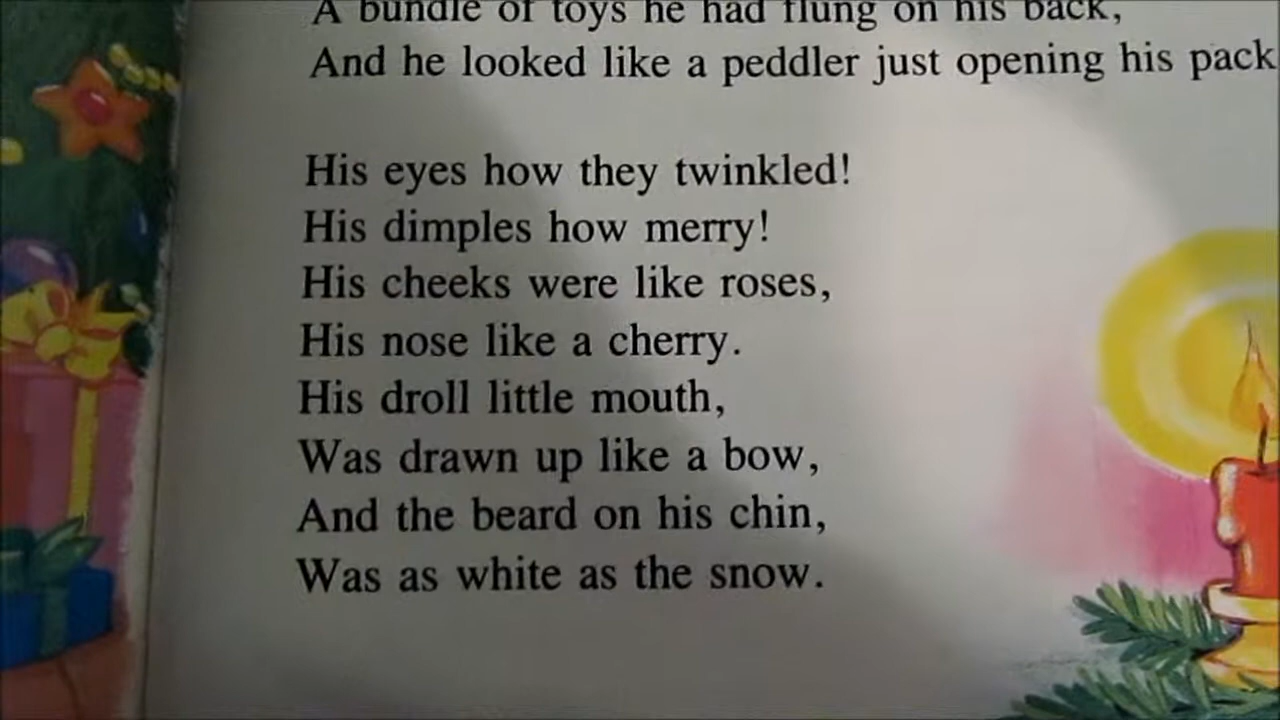 A bundle of toys he had flung on his back,
And he looked like a peddler just opening his pack
His eyes how they twinkled!
His dimples how merry!
His cheeks were like roses,
His nose like a cherry.
His droll little mouth,
Was drawn up like a bow,
And the beard on his chin,
Was as white as the snow.